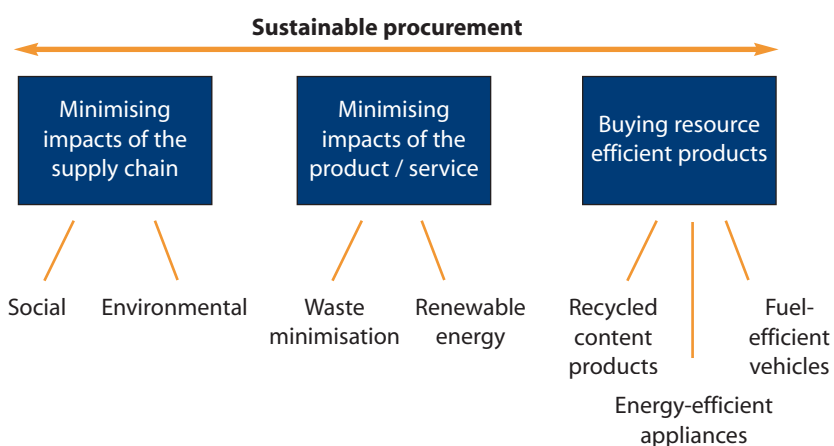 Sustainable procurement
Minimising
impacts of the
supply chain
Minimising
impacts of the
product / service
Buying resource
efficient products
Social
Environmental
Waste
minimisation
Renewable
energy
Recycled
content
products
Energy-efficient
appliances
Fuel-
efficient
vehicles